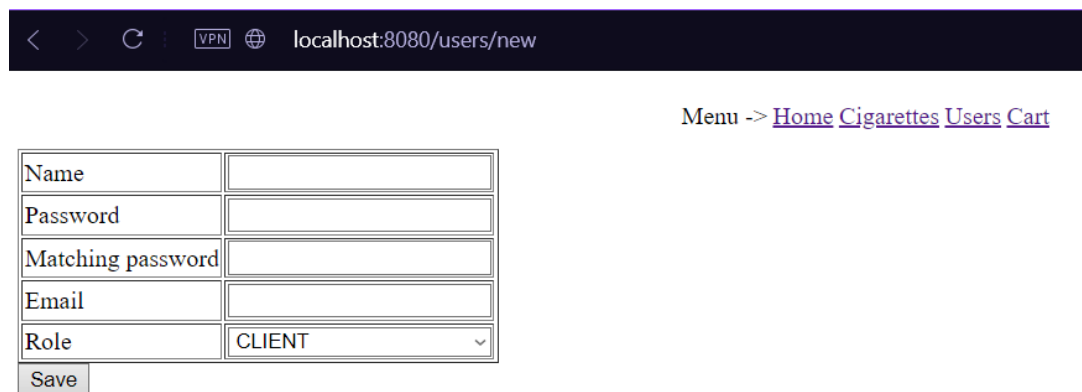 VPN localhost:8080/users/new
Menu -> Home Cigarettes Users Cart
Name
Password
Matching password
Email
Role CLIENT
Save